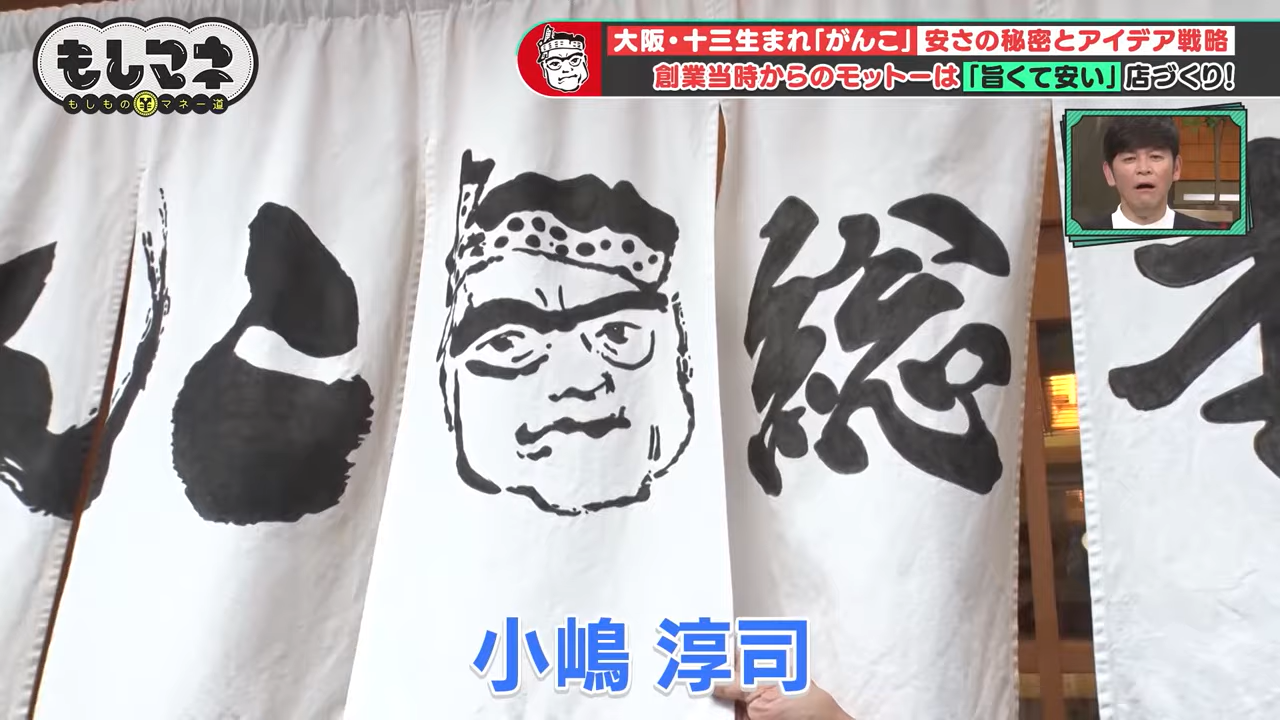 もしマネ
もしものマネー道
大阪・十三生まれ「がんこ」安さの秘密とアイデア戦略
創業当時からのモットーは「旨くて安い」店づくり!
こ 総本
小嶋 淳司